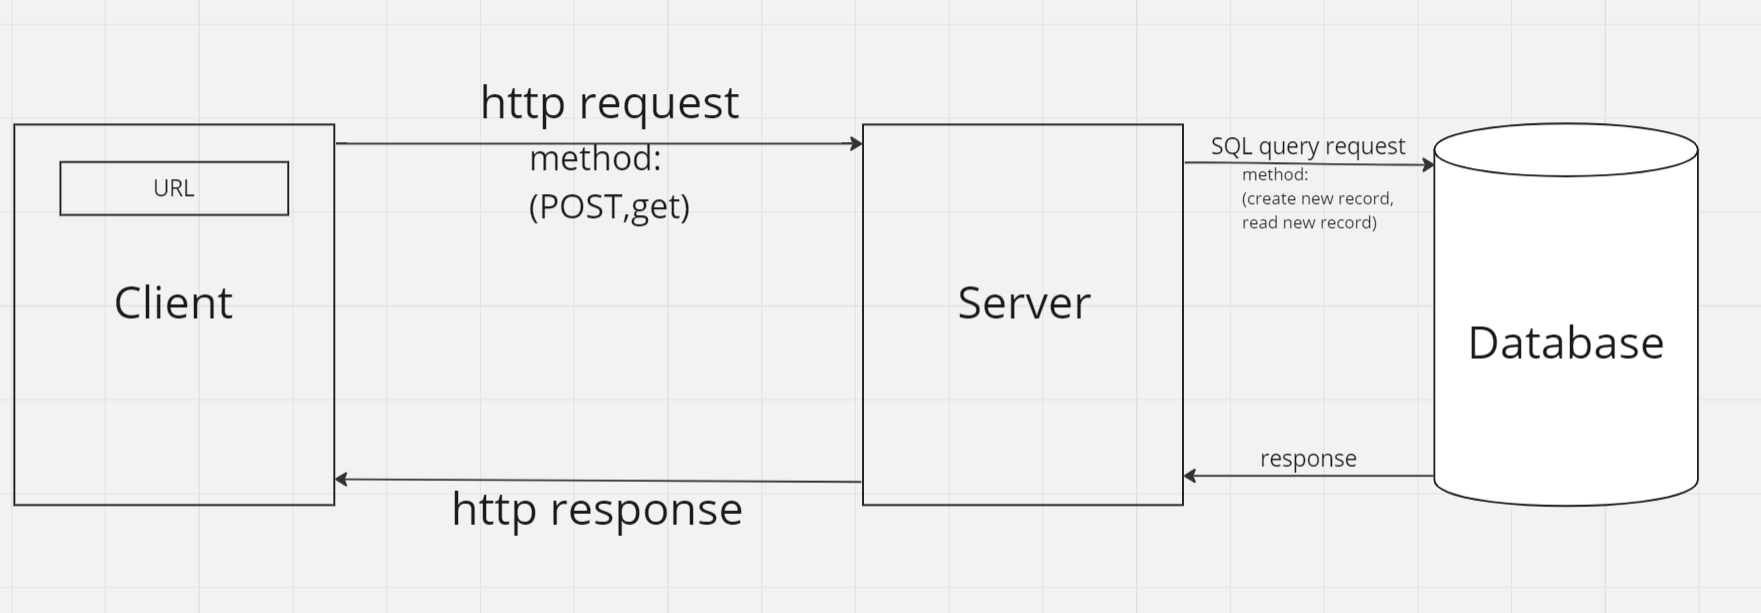 http request
method:
(POST,get)
URL
Client
Server
SQL query request
method:
(create new record,
read new record)
Database
response
http response